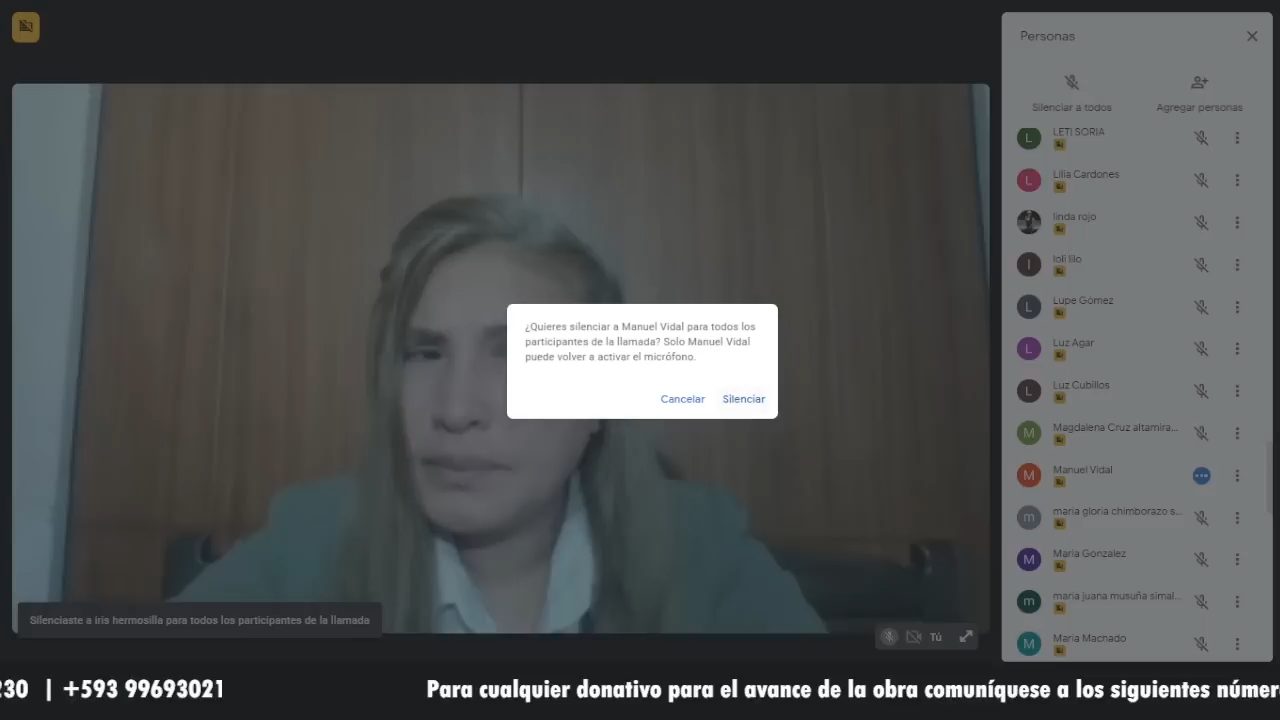 Personas
Silenciar a todos
Agregar personas
L LETI SORIA
L Lilia Cardones
linda rojo
l loli lilo
L Lupe Gómez
L Luz Agar
L Luz Cubillos
M Magdalena Cruz altamira...
M Manuel Vidal
m maria gloria chimborazo s...
M Maria Gonzalez
m maria juana musuña simal...
M Maria Machado
¿Quieres silenciar a Manuel Vidal para todos los
participantes de la llamada? Solo Manuel Vidal
puede volver a activar el micrófono.
Cancelar Silenciar
Silenciaste a iris hermosilla para todos los participantes de la llamada
Tú
230 | +593 99693021 Para cualquier donativo para el avance de la obra comuníquese a los siguientes númer